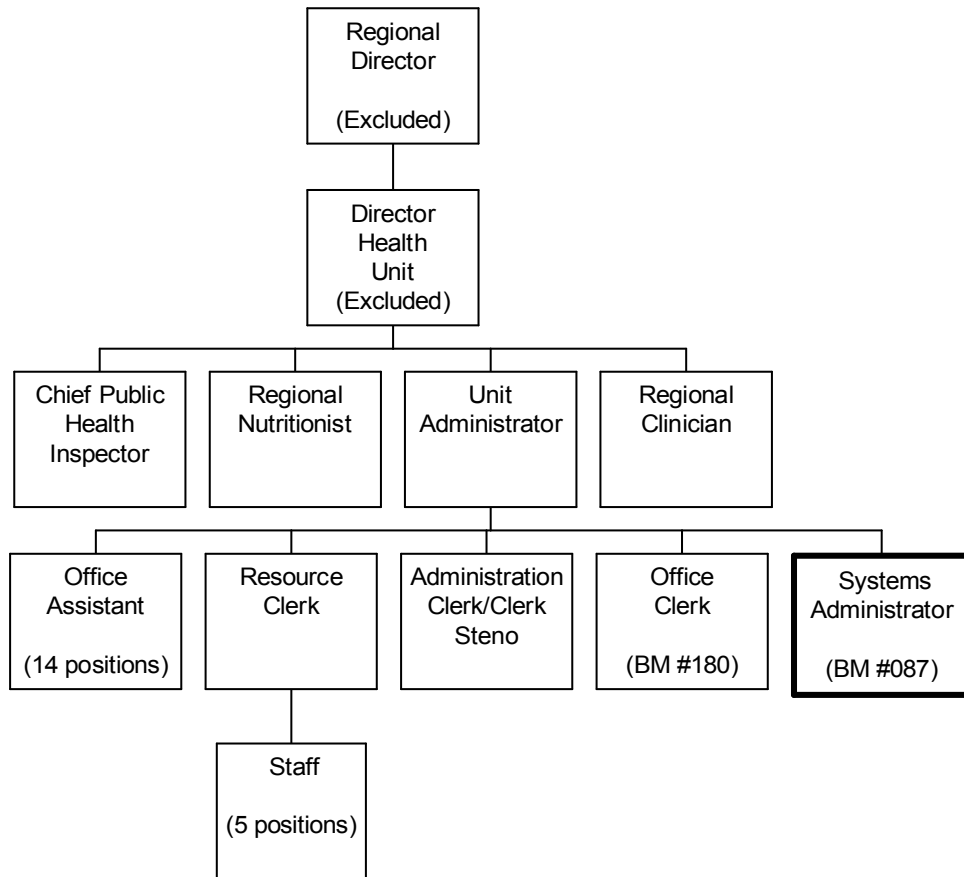 Regional
Director
(Excluded)
Director
Health
Unit
(Excluded)
Chief Public
Health
Inspector
Regional
Nutritionist
Unit
Administrator
Regional
Clinician
Office
Assistant
(14 positions)
Resource
Clerk
Administration
Clerk/Clerk
Steno
Office
Clerk
(BM #180)
Systems
Administrator
(BM #087)
Staff
(5 positions)